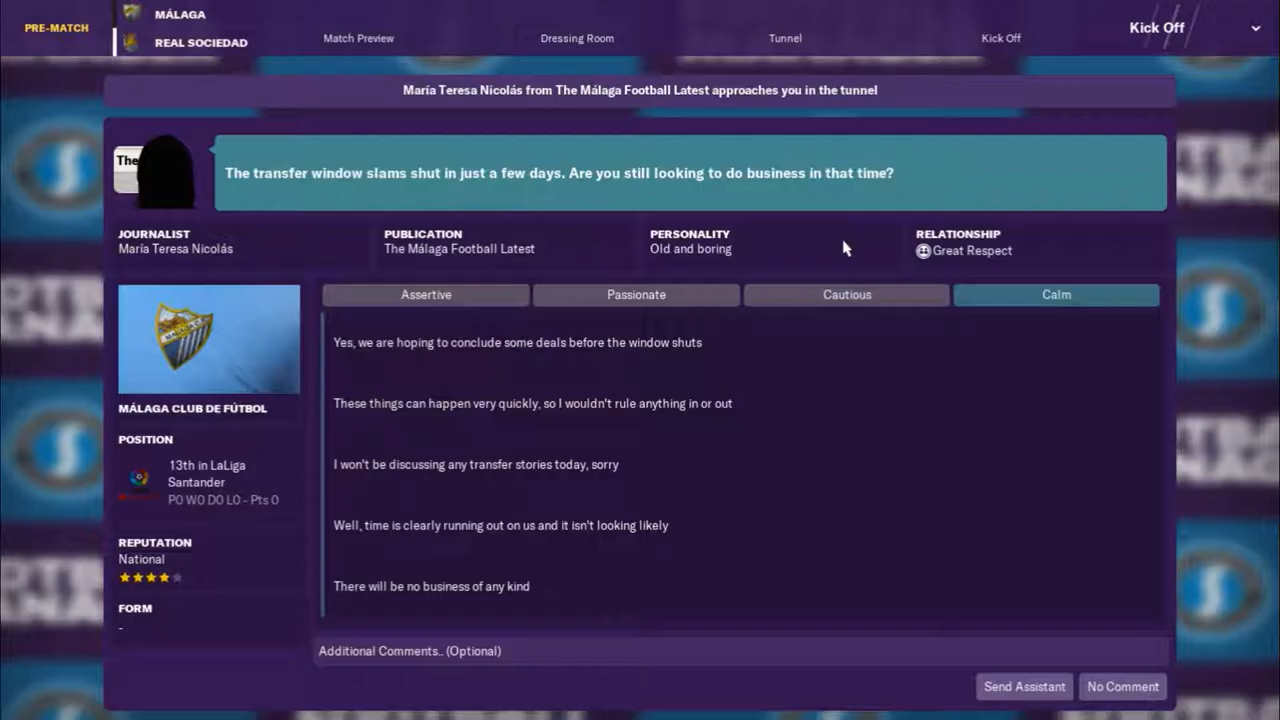 PRE-MATCH
MÁLAGA
REAL SOCIEDAD
Match Preview
Dressing Room
Tunnel
Kick Off
Kick Off
María Teresa Nicolás from The Málaga Football Latest approaches you in the tunnel
The
The transfer window slams shut in just a few days. Are you still looking to do business in that time?
JOURNALIST
María Teresa Nicolás
PUBLICATION
The Málaga Football Latest
PERSONALITY
Old and boring
RELATIONSHIP
Great Respect
Assertive
Passionate
Cautious
Calm
MÁLAGA CLUB DE FÚTBOL
POSITION
13th in LaLiga
Santander
P0 W0 D0 L0 - Pts 0
REPUTATION
National
FORM
-
Yes, we are hoping to conclude some deals before the window shuts
These things can happen very quickly, so I wouldn't rule anything in or out
I won't be discussing any transfer stories today, sorry
Well, time is clearly running out on us and it isn't looking likely
There will be no business of any kind
Additional Comments.. (Optional)
Send Assistant
No Comment